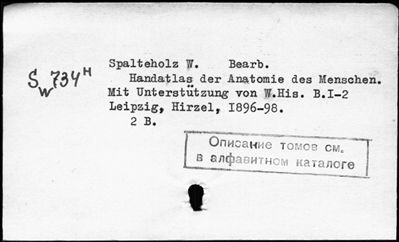 S 734 H
W
Spalteholz W. Bearb.
Handatlas der Anatomie des Menschen.
Mit Unterstützung von W.His. B.I-2
Leipzig, Hirzel, I896-98.
2 B.
Описание томов см.
в алфавитном каталоге